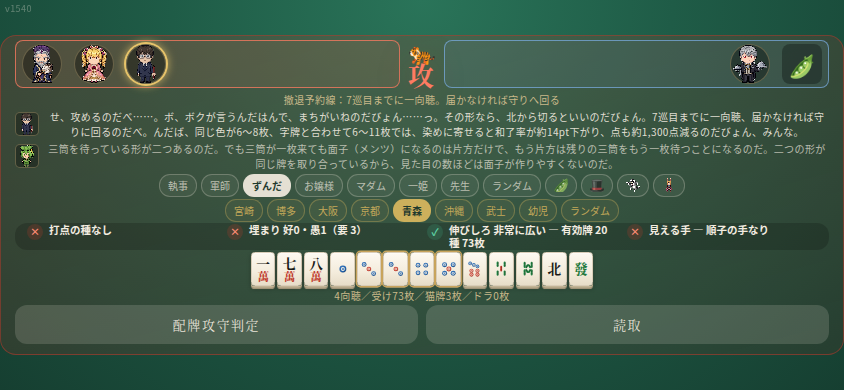 v1540
攻
撤退予約線：7巡目までに一向聴。届かなければ守りへ回る
せ、攻めるのだべ。ボ、ボクが言うんだはんで、まちがいねのだびょん……っ。その形なら、北から切るといいのだびょん。7巡目までに一向聴、届かなければ守
りに回るのだべ。んだば、同じ色が6〜8枚、字牌と合わせて6〜11枚では、染めに寄せると和了率が約14pt下がり、点も約1,300点減るのだびょん、みんな。
三筒を待っている形が二つあるのだ。でも三筒が一枚来ても面子（メンツ）になるのは片方だけで、もう片方は残りの三筒をもう一枚待つことになるのだ。二つの形が
同じ牌を取り合っているから、見た目の数ほどは面子が作りやすくないのだ。
執事 軍師 ずんだ お嬢様 マダム 一姫 先生 ランダム
宮崎 博多 大阪 京都 青森 沖縄 武士 幼児 ランダム
打点の種なし 埋まり 好0・愚1（要 3） 伸びしろ 非常に広い — 有効牌 20 見える手 — 順子の手なり
種 73枚
一 七 八 北 發
萬 萬 萬
4向聴／受け73枚／猫牌3枚／ドラ0枚
配牌攻守判定 読取